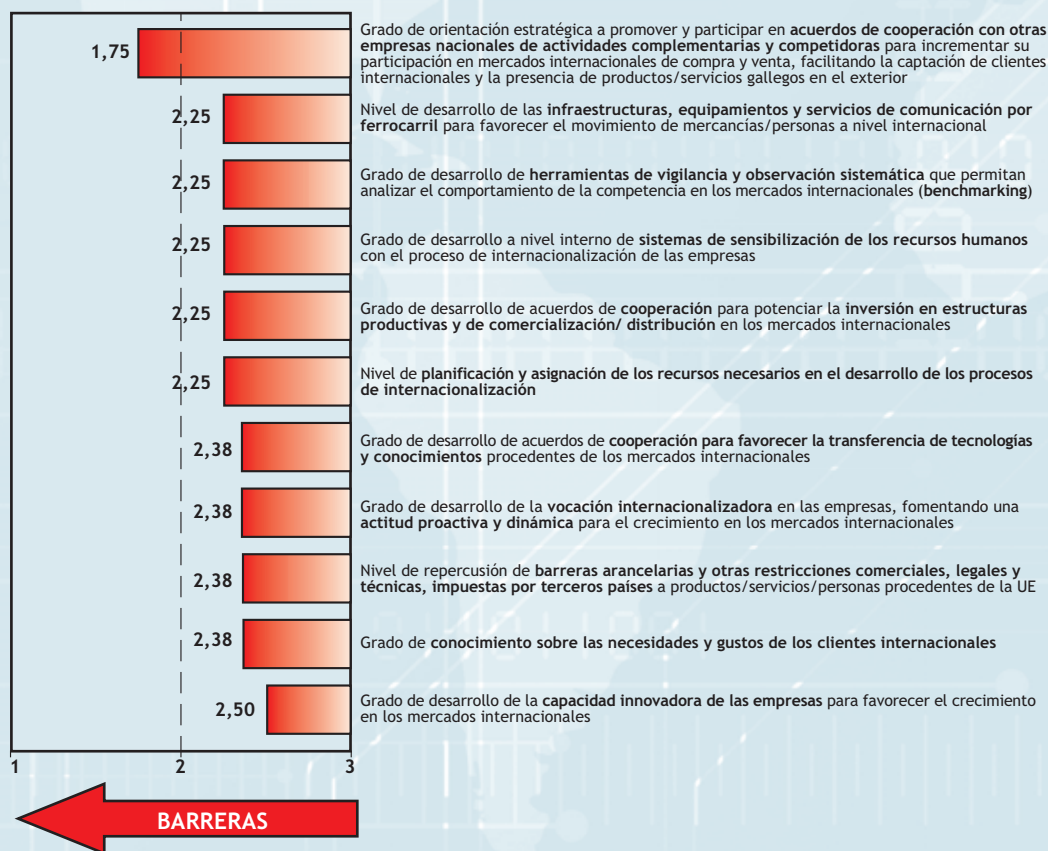 1,75
Grado de orientación estratégica a promover y participar en acuerdos de cooperación con otras
empresas nacionales de actividades complementarias y competidoras para incrementar su
participación en mercados internacionales de compra y venta, facilitando la captación de clientes
internacionales y la presencia de productos/servicios gallegos en el exterior
2,25
Nivel de desarrollo de las infraestructuras, equipamientos y servicios de comunicación por
ferrocarril para favorecer el movimiento de mercancías/personas a nivel internacional
2,25
Grado de desarrollo de herramientas de vigilancia y observación sistemática que permitan
analizar el comportamiento de la competencia en los mercados internacionales (benchmarking)
2,25
Grado de desarrollo a nivel interno de sistemas de sensibilización de los recursos humanos
con el proceso de internacionalización de las empresas
2,25
Grado de desarrollo de acuerdos de cooperación para potenciar la inversión en estructuras
productivas y de comercialización/ distribución en los mercados internacionales
2,25
Nivel de planificación y asignación de los recursos necesarios en el desarrollo de los procesos
de internacionalización
2,38
Grado de desarrollo de acuerdos de cooperación para favorecer la transferencia de tecnologías
y conocimientos procedentes de los mercados internacionales
2,38
Grado de desarrollo de la vocación internacionalizadora en las empresas, fomentando una
actitud proactiva y dinámica para el crecimiento en los mercados internacionales
2,38
Nivel de repercusión de barreras arancelarias y otras restricciones comerciales, legales y
técnicas, impuestas por terceros países a productos/servicios/personas procedentes de la UE
2,38
Grado de conocimiento sobre las necesidades y gustos de los clientes internacionales
2,50
Grado de desarrollo de la capacidad innovadora de las empresas para favorecer el crecimiento
en los mercados internacionales
1 2 3
BARRERAS